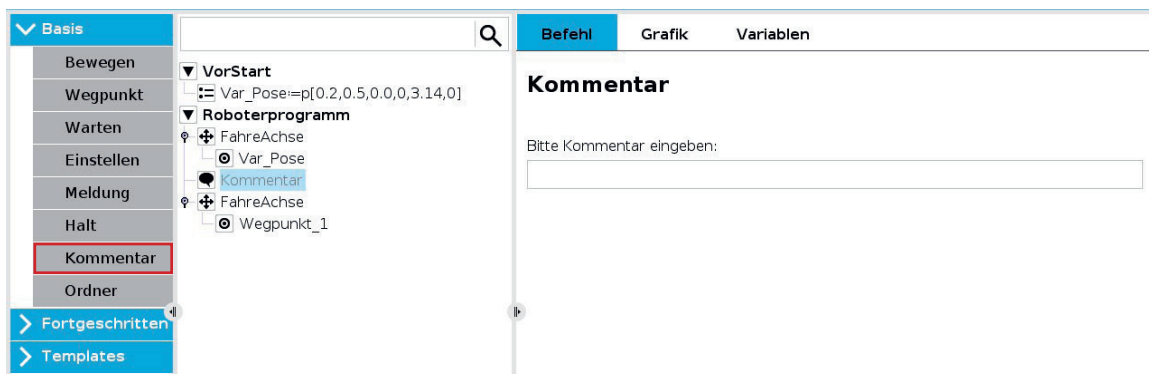 Basis
Bewegen
Wegpunkt
Warten
Einstellen
Meldung
Halt
Kommentar
Ordner
Fortgeschritten
Templates
VorStart
Var_Pose:=p[0.2,0.5,0.0,0,3.14,0]
Roboterprogramm
FahreAchse
Var_Pose
Kommentar
FahreAchse
Wegpunkt_1
Befehl Grafik Variablen
Kommentar
Bitte Kommentar eingeben: